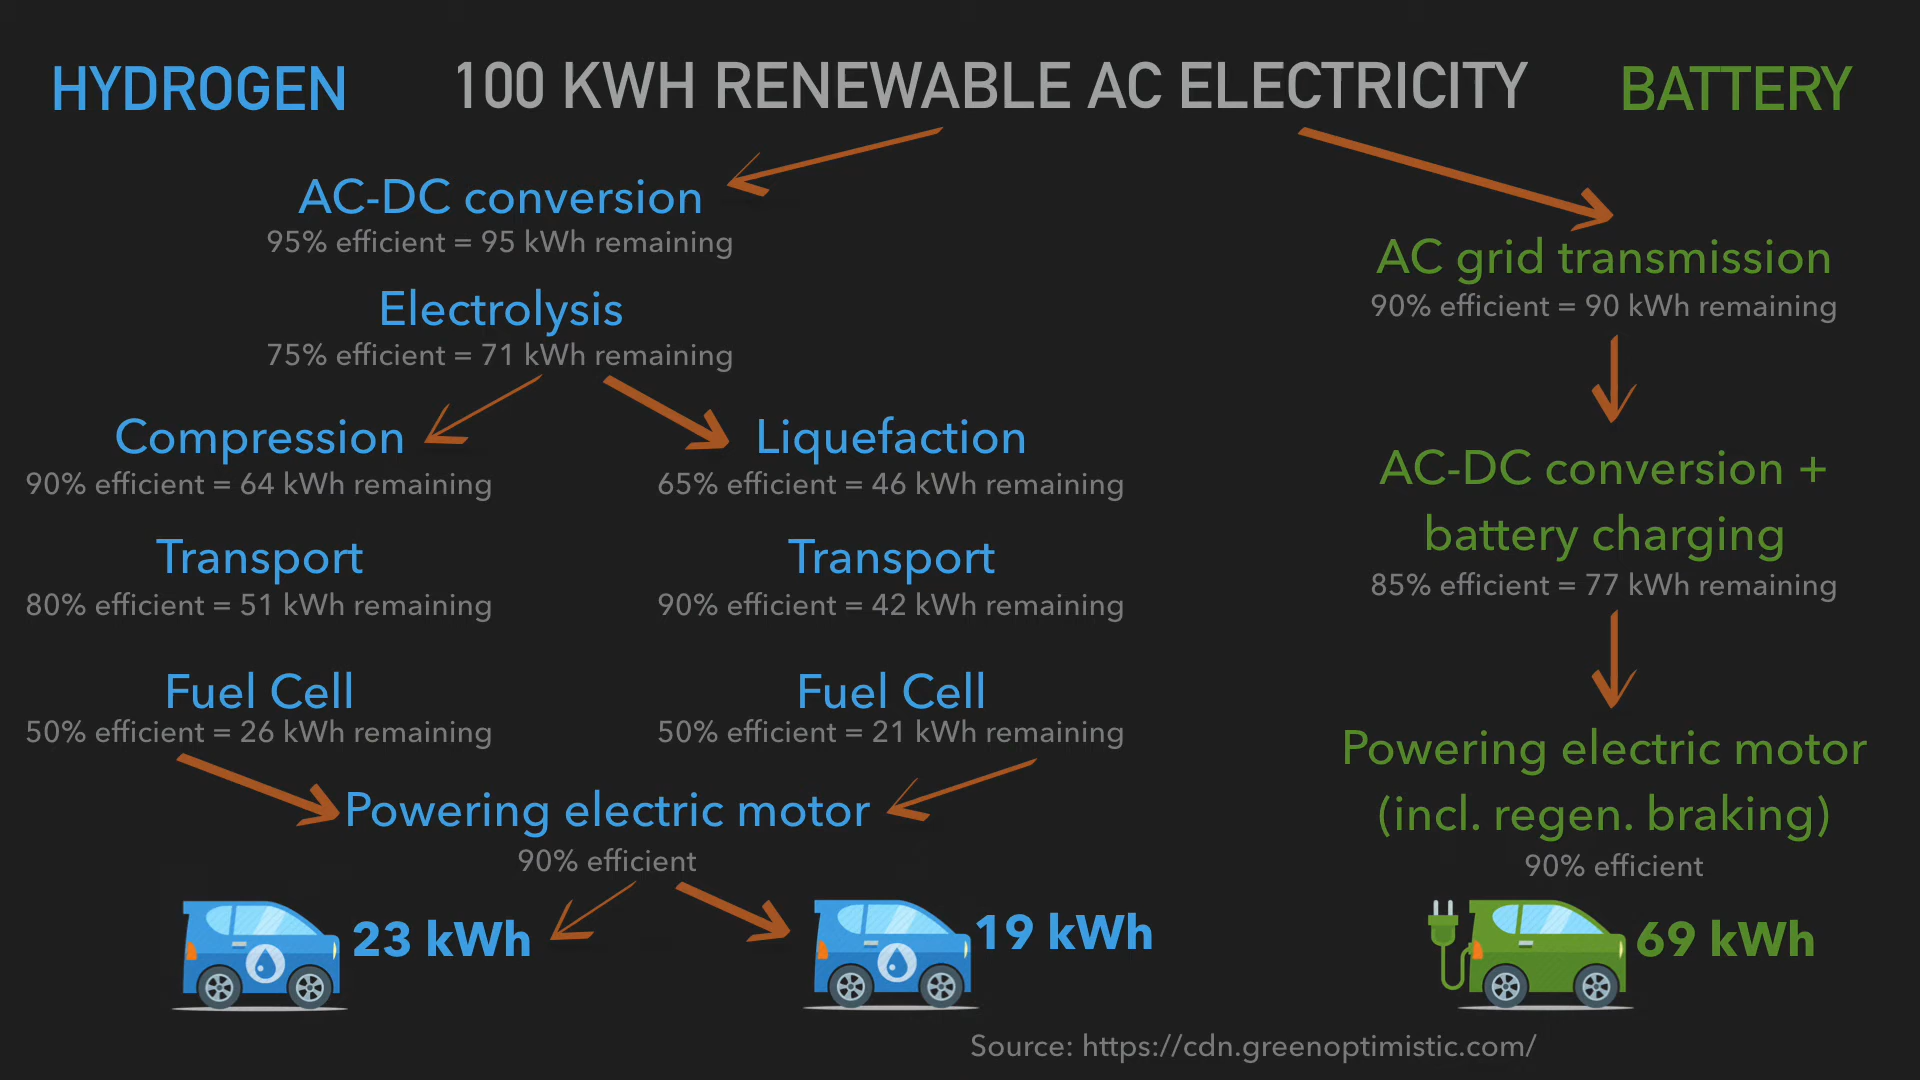 HYDROGEN
100 KWH RENEWABLE AC ELECTRICITY
BATTERY
AC-DC conversion
95% efficient = 95 kWh remaining
Electrolysis
75% efficient = 71 kWh remaining
Compression
90% efficient = 64 kWh remaining
Transport
80% efficient = 51 kWh remaining
Fuel Cell
50% efficient = 26 kWh remaining
Liquefaction
65% efficient = 46 kWh remaining
Transport
90% efficient = 42 kWh remaining
Fuel Cell
50% efficient = 21 kWh remaining
Powering electric motor
90% efficient
23 kWh
19 kWh
AC grid transmission
90% efficient = 90 kWh remaining
AC-DC conversion +
battery charging
85% efficient = 77 kWh remaining
Powering electric motor
(incl. regen. braking)
90% efficient
69 kWh
Source: https://cdn.greenoptimistic.com/